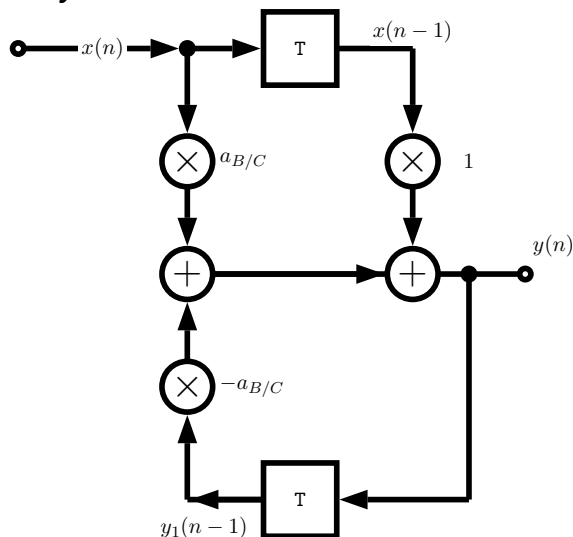 x(n)
T
x(n−1)
a_{B/C}
1
y(n)
−a_{B/C}
T
y_1(n − 1)